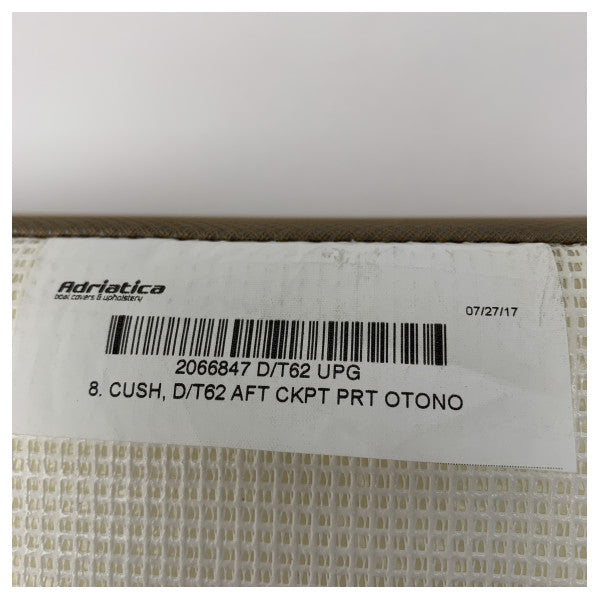 Adriatica
boat covers & upholstery
07/27/17
2066847 D/T62 UPG
8. CUSH, D/T62 AFT CKPT PRT OTONO